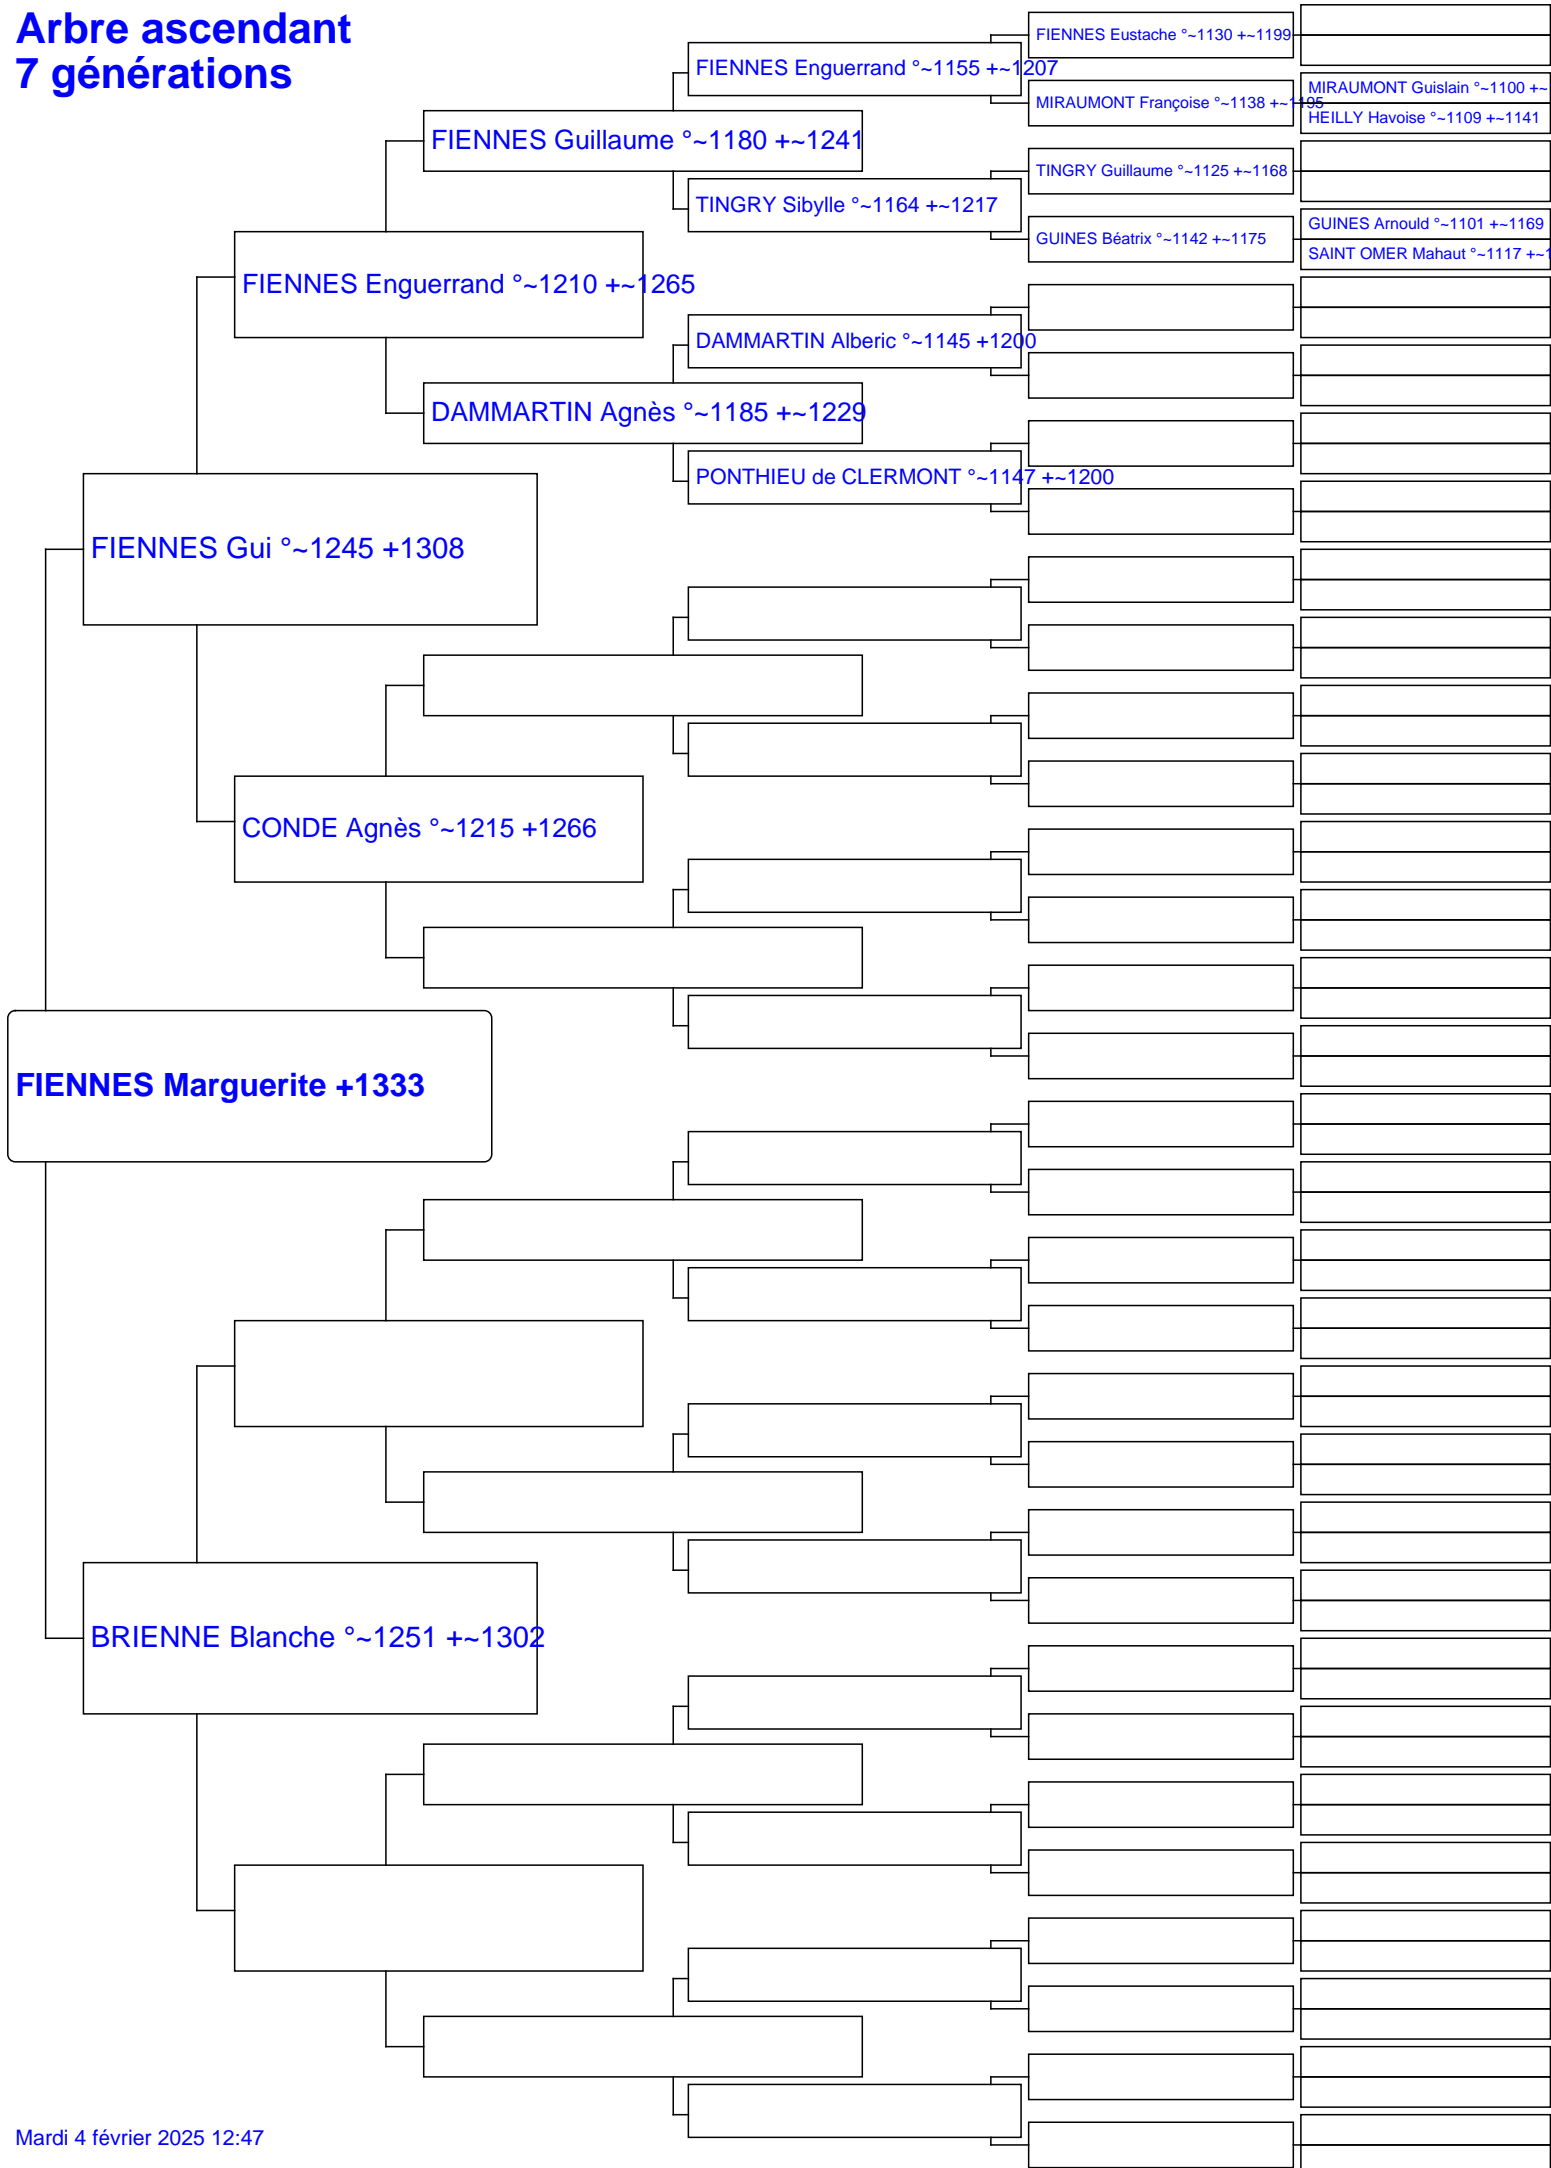 Arbre ascendant
7 générations
FIENNES Eustache °~1130 +~1199
FIENNES Enguerrand °~1155 +~1207
MIRAUMONT Guislain °~1100 +~
MIRAUMONT Françoise °~1138 +~1195
HEILLY Havoise °~1109 +~1141
FIENNES Guillaume °~1180 +~1241
TINGRY Guillaume °~1125 +~1168
TINGRY Sibylle °~1164 +~1217
GUINES Arnould °~1101 +~1169
GUINES Béatrix °~1142 +~1175
SAINT OMER Mahaut °~1117 +~1
FIENNES Enguerrand °~1210 +~1265
DAMMARTIN Alberic °~1145 +1200
DAMMARTIN Agnès °~1185 +~1229
PONTHIEU de CLERMONT °~1147 +~1200
FIENNES Gui °~1245 +1308
CONDE Agnès °~1215 +1266
FIENNES Marguerite +1333
BRIENNE Blanche °~1251 +~1302
Mardi 4 février 2025 12:47